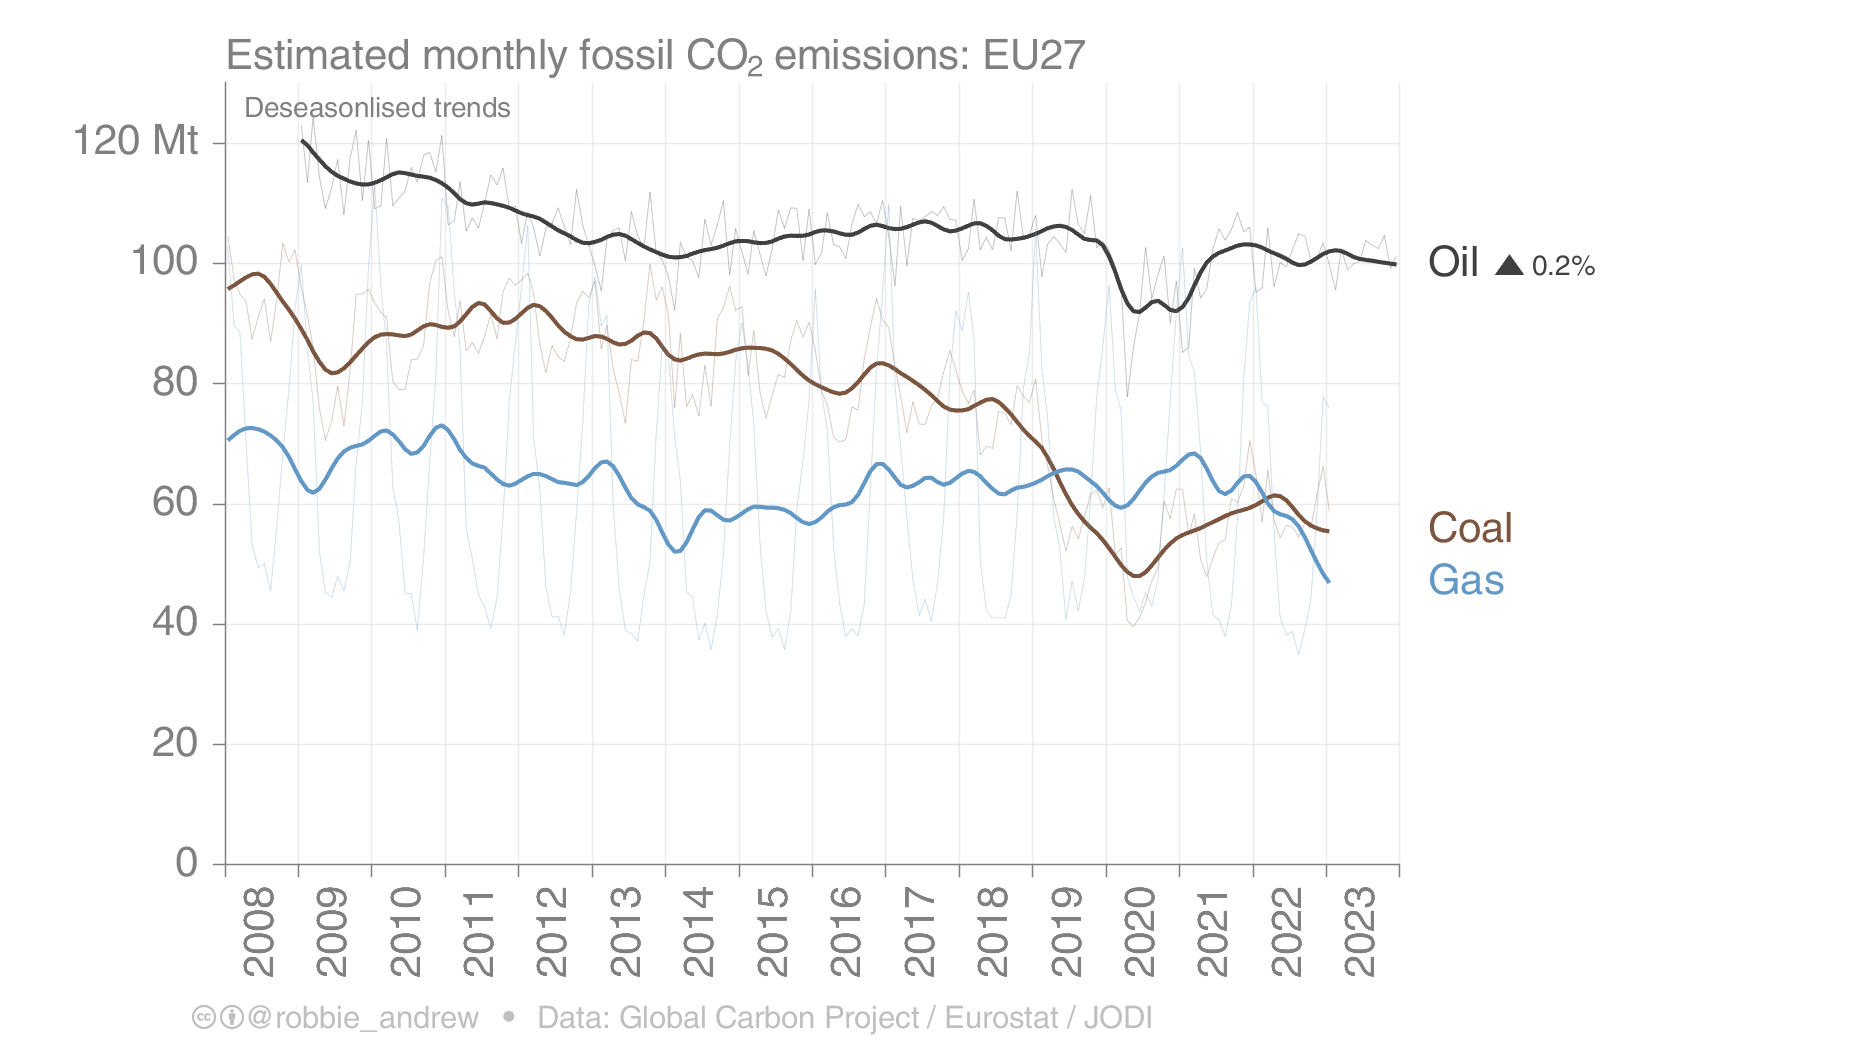 Estimated monthly fossil CO₂ emissions: EU27
Deseasonlised trends
120 Mt
100
80
60
40
20
0
Oil ▲ 0.2%
Coal
Gas
2008 2009 2010 2011 2012 2013 2014 2015 2016 2017 2018 2019 2020 2021 2022 2023
@robbie_andrew • Data: Global Carbon Project / Eurostat / JODI